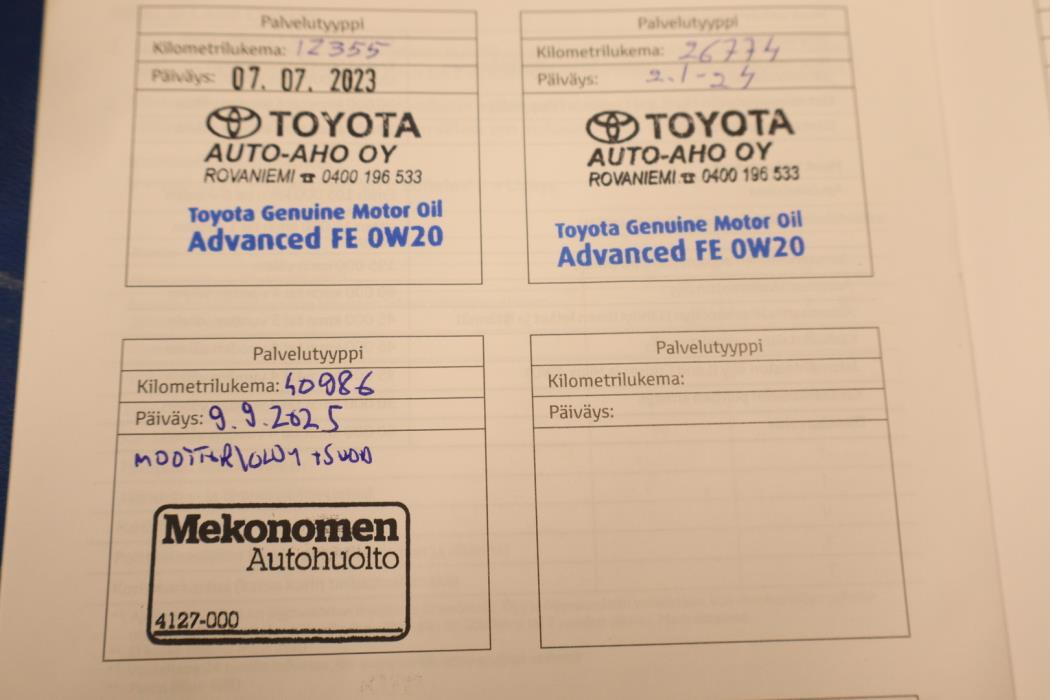 Palvelutyyppi
Kilometrilukema: 12355
Päiväys: 07. 07. 2023
TOYOTA
AUTO-AHO OY
ROVANIEMI ☎ 0400 196 533
Toyota Genuine Motor Oil
Advanced FE 0W20
Palvelutyyppi
Kilometrilukema: 26774
Päiväys: 2.1-24
TOYOTA
AUTO-AHO OY
ROVANIEMI ☎ 0400 196 533
Toyota Genuine Motor Oil
Advanced FE 0W20
Palvelutyyppi
Kilometrilukema: 40986
Päiväys: 9.9.2025
Mekonomen
Autohuolto
4127-000
Palvelutyyppi
Kilometrilukema:
Päiväys: